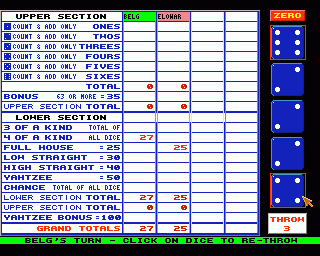 UPPER SECTION BELG ELOWAR ZERO
COUNT & ADD ONLY ONES
COUNT & ADD ONLY TWOS
COUNT & ADD ONLY THREES
COUNT & ADD ONLY FOURS
COUNT & ADD ONLY FIVES
COUNT & ADD ONLY SIXES
TOTAL 0 0
BONUS 63 OR MORE = 35
UPPER SECTION TOTAL 0 0
LOWER SECTION
3 OF A KIND TOTAL OF
4 OF A KIND ALL DICE 27
FULL HOUSE = 25 25
LOW STRAIGHT = 30
HIGH STRAIGHT = 40
YAHTZEE = 50
CHANCE TOTAL OF ALL DICE
LOWER SECTION TOTAL 27 25
UPPER SECTION TOTAL 0 0
YAHTZEE BONUS =100
GRAND TOTALS 27 25
THROW
3
BELG'S TURN - CLICK ON DICE TO RE-THROW